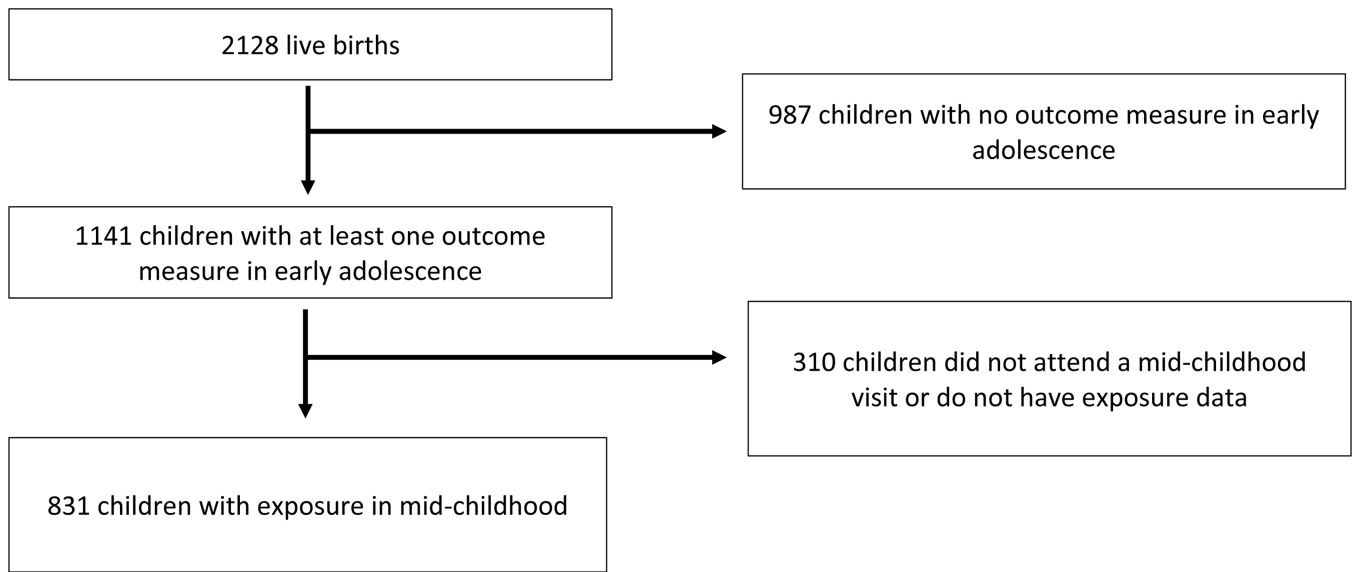 2128 live births
987 children with no outcome measure in early
adolescence
1141 children with at least one outcome
measure in early adolescence
310 children did not attend a mid-childhood
visit or do not have exposure data
831 children with exposure in mid-childhood